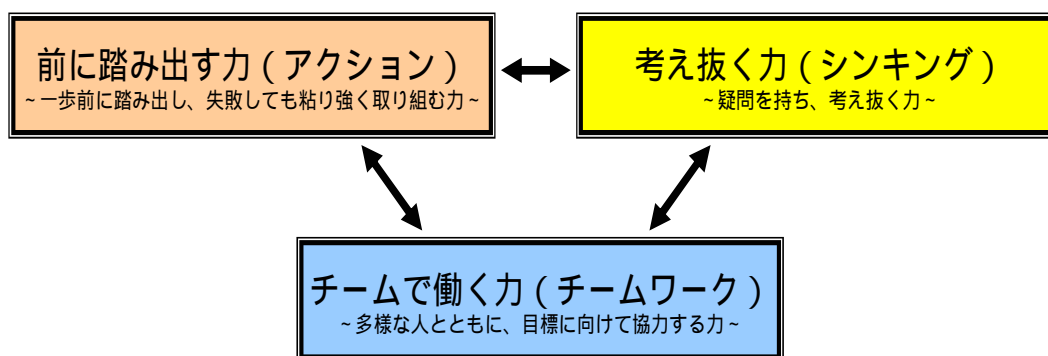 前に踏み出す力（アクション）
~一歩前に踏み出し、失敗しても粘り強く取り組む力~
考え抜く力（シンキング）
~疑問を持ち、考え抜く力~
チームで働く力（チームワーク）
~多様な人とともに、目標に向けて協力する力~